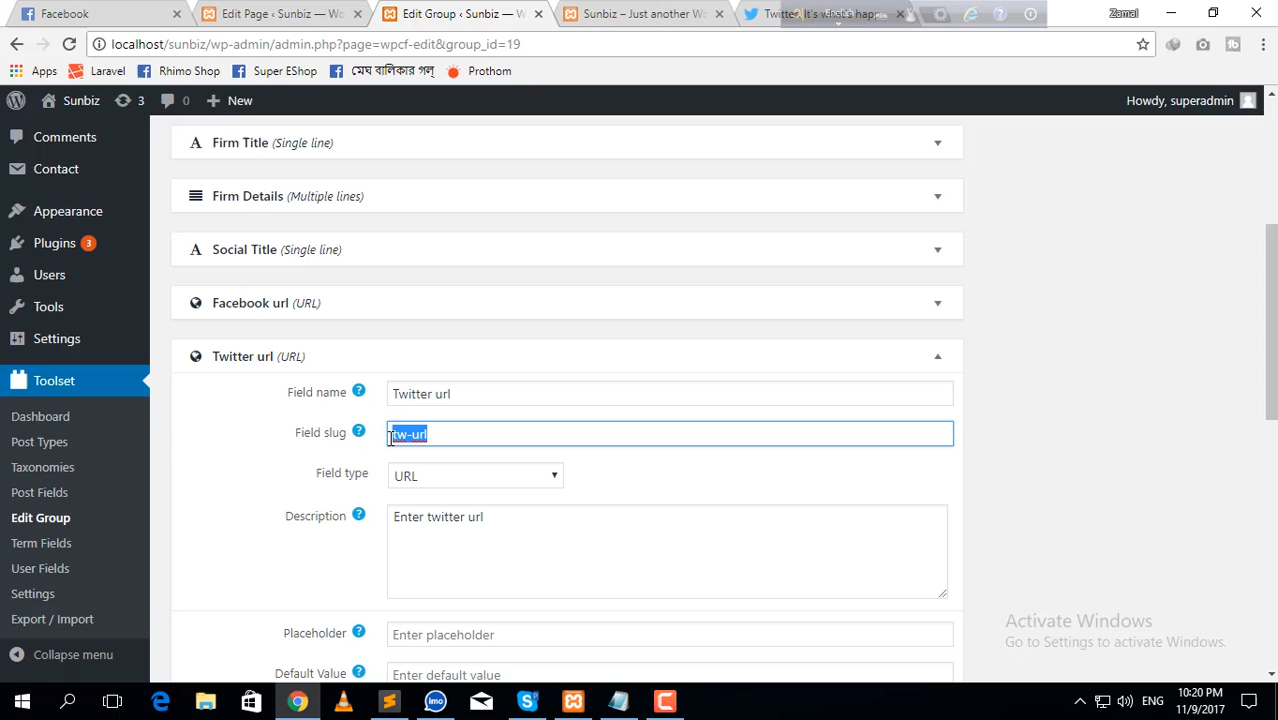 Facebook
Edit Page ‹ Sunbiz — Wo
Edit Group ‹ Sunbiz — W
Sunbiz – Just another Wo
Twitter. It's wh
happ
English
Zamal
localhost/sunbiz/wp-admin/admin.php?page=wpcf-edit&group_id=19
Apps
Laravel
Rhimo Shop
Super EShop
মেঘ বালিকার গল্
Prothom
Sunbiz
3
0
New
Howdy, superadmin
Comments
Contact
Appearance
Plugins 3
Users
Tools
Settings
Toolset
Dashboard
Post Types
Taxonomies
Post Fields
Edit Group
Term Fields
User Fields
Settings
Export / Import
Collapse menu
Firm Title (Single line)
Firm Details (Multiple lines)
Social Title (Single line)
Facebook url (URL)
Twitter url (URL)
Field name
Twitter url
Field slug
tw-url
Field type
URL
Description
Enter twitter url
Placeholder
Enter placeholder
Default Value
Enter default value
Activate Windows
Go to Settings to activate Windows.
ENG
10:20 PM
11/9/2017